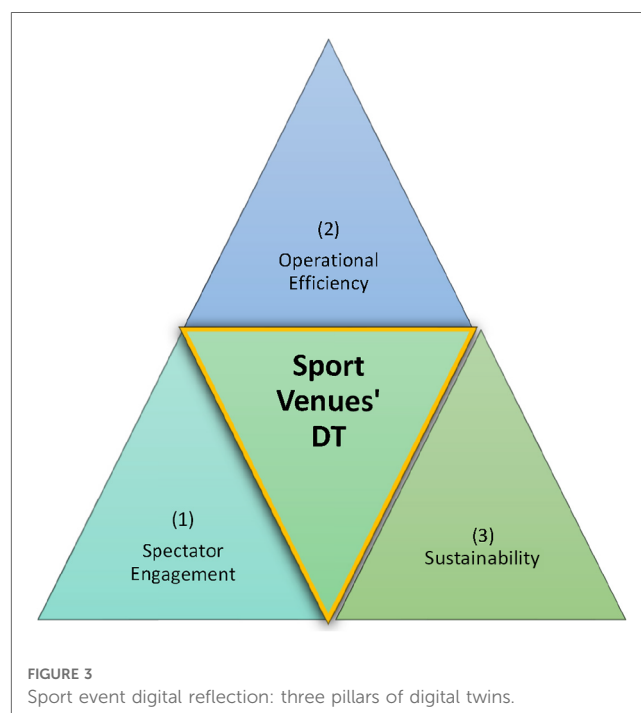 (2)
Operational
Efficiency
Sport
Venues'
DT
(1)
Spectator
Engagement
(3)
Sustainability
FIGURE 3
Sport event digital reflection: three pillars of digital twins.